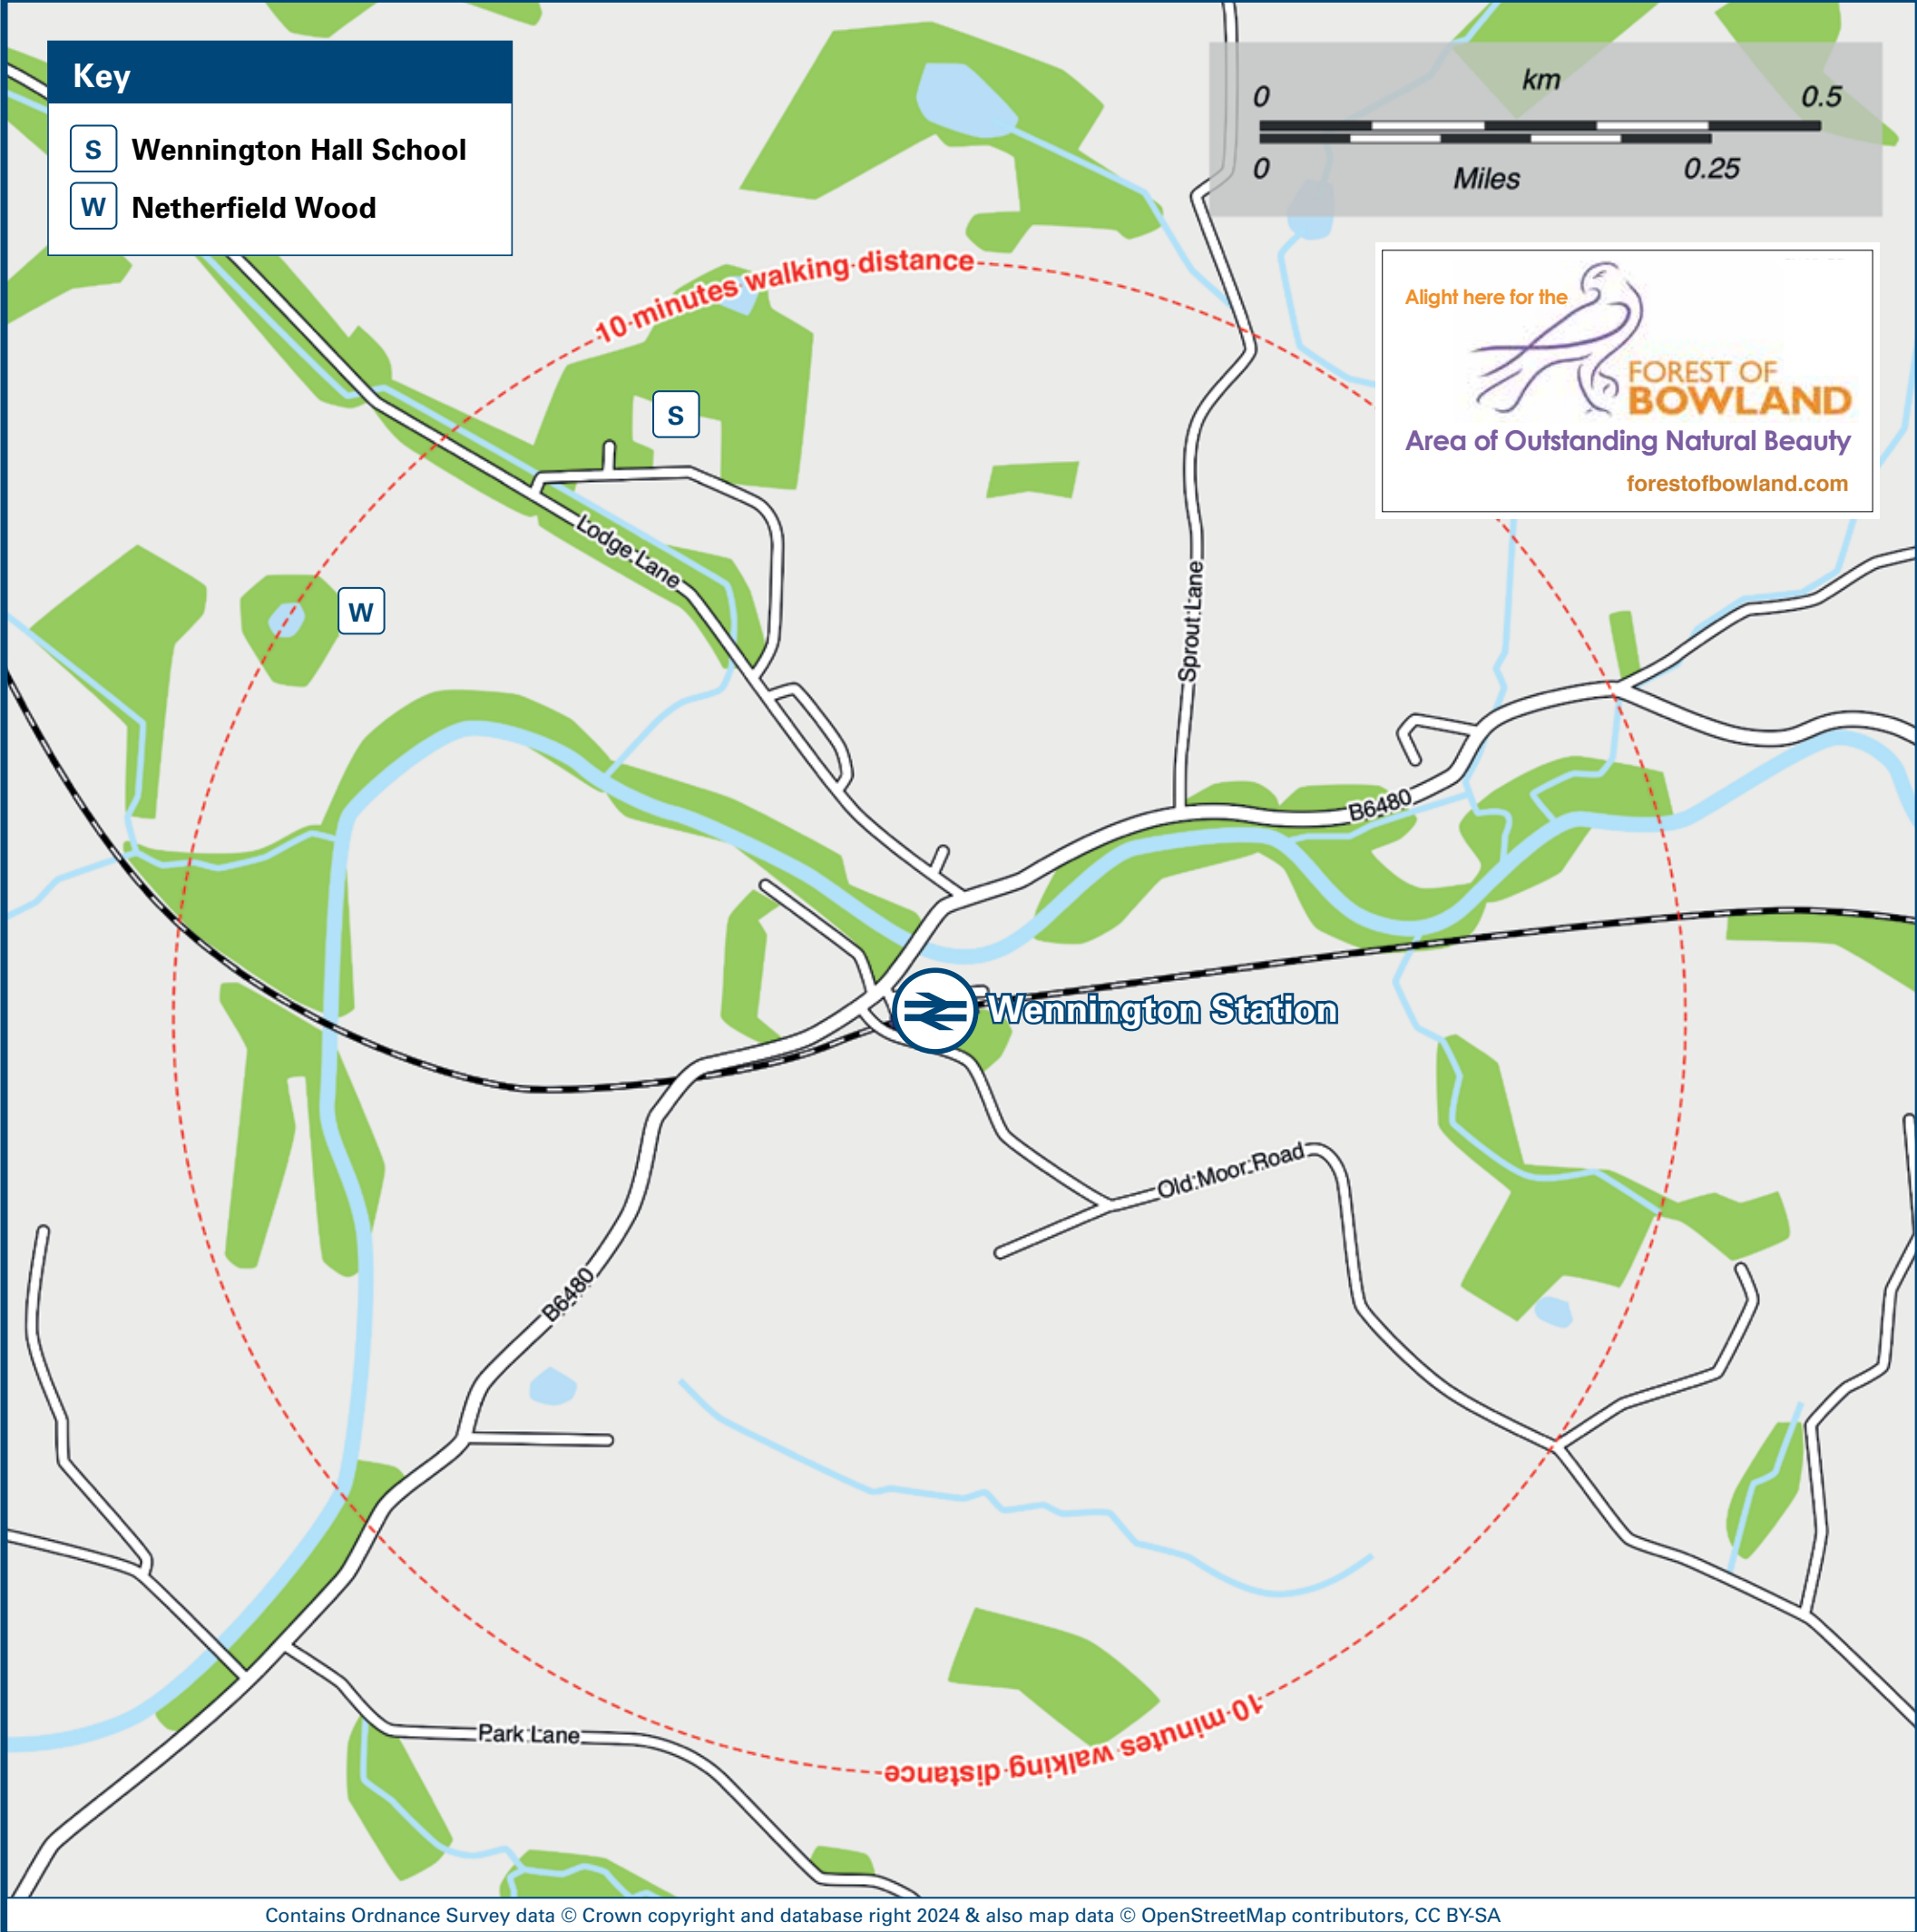 Key
S Wennington Hall School
W Netherfield Wood
km
0 0.5
0 0.25
Miles
Alight here for the
FOREST OF
BOWLAND
Area of Outstanding Natural Beauty
forestofbowland.com
10 minutes walking distance
S
Lodge Lane
W
Sprout Lane
B6480
Wennington Station
Old Moor Road
B6480
Park Lane
10 minutes walking distance
Contains Ordnance Survey data © Crown copyright and database right 2024 & also map data © OpenStreetMap contributors, CC BY-SA